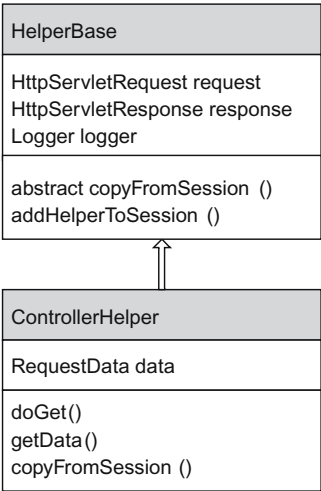 HelperBase
HttpServletRequest request
HttpServletResponse response
Logger logger
abstract copyFromSession ()
addHelperToSession ()
ControllerHelper
RequestData data
doGet()
getData()
copyFromSession ()